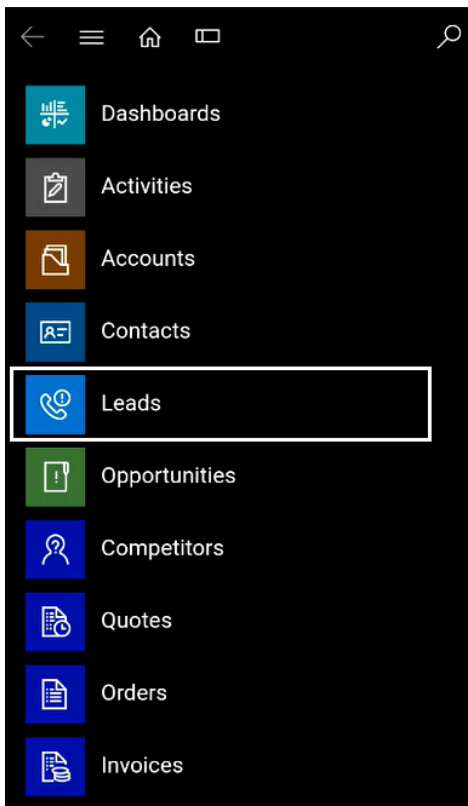 Dashboards
Activities
Accounts
Contacts
Leads
Opportunities
Competitors
Quotes
Orders
Invoices